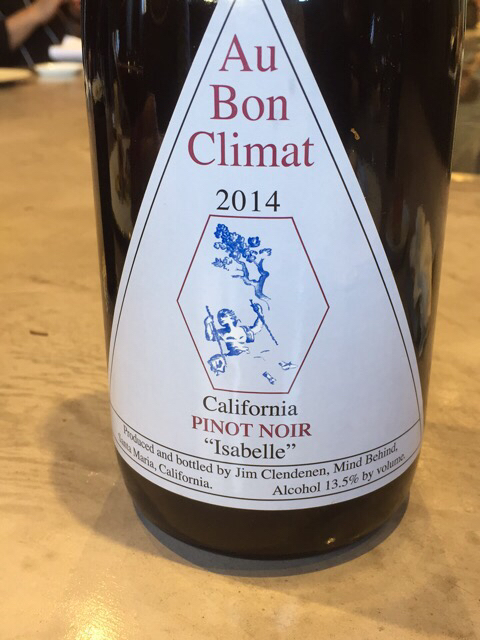 Au
Bon
Climat
2014
California
PINOT NOIR
“Isabelle”
Produced and bottled by Jim Clendenen, Mind Behind,
Santa Maria, California. Alcohol 13.5% by volume.